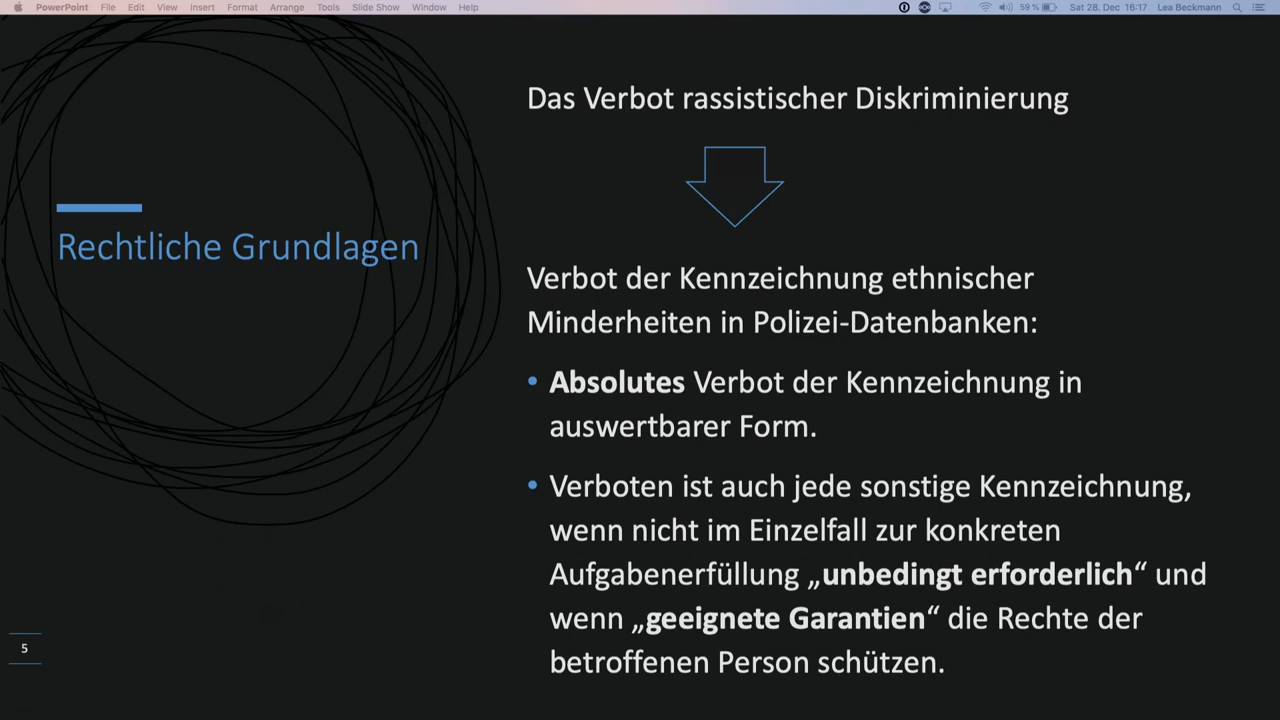 PowerPoint File Edit View Insert Format Arrange Tools Slide Show Window Help 59 % Sat 28. Dec 16:17 Lea Beckmann
Rechtliche Grundlagen
Das Verbot rassistischer Diskriminierung
Verbot der Kennzeichnung ethnischer
Minderheiten in Polizei-Datenbanken:
• Absolutes Verbot der Kennzeichnung in
auswertbarer Form.
• Verboten ist auch jede sonstige Kennzeichnung,
wenn nicht im Einzelfall zur konkreten
Aufgabenerfüllung „unbedingt erforderlich“ und
wenn „geeignete Garantien“ die Rechte der
betroffenen Person schützen.
5